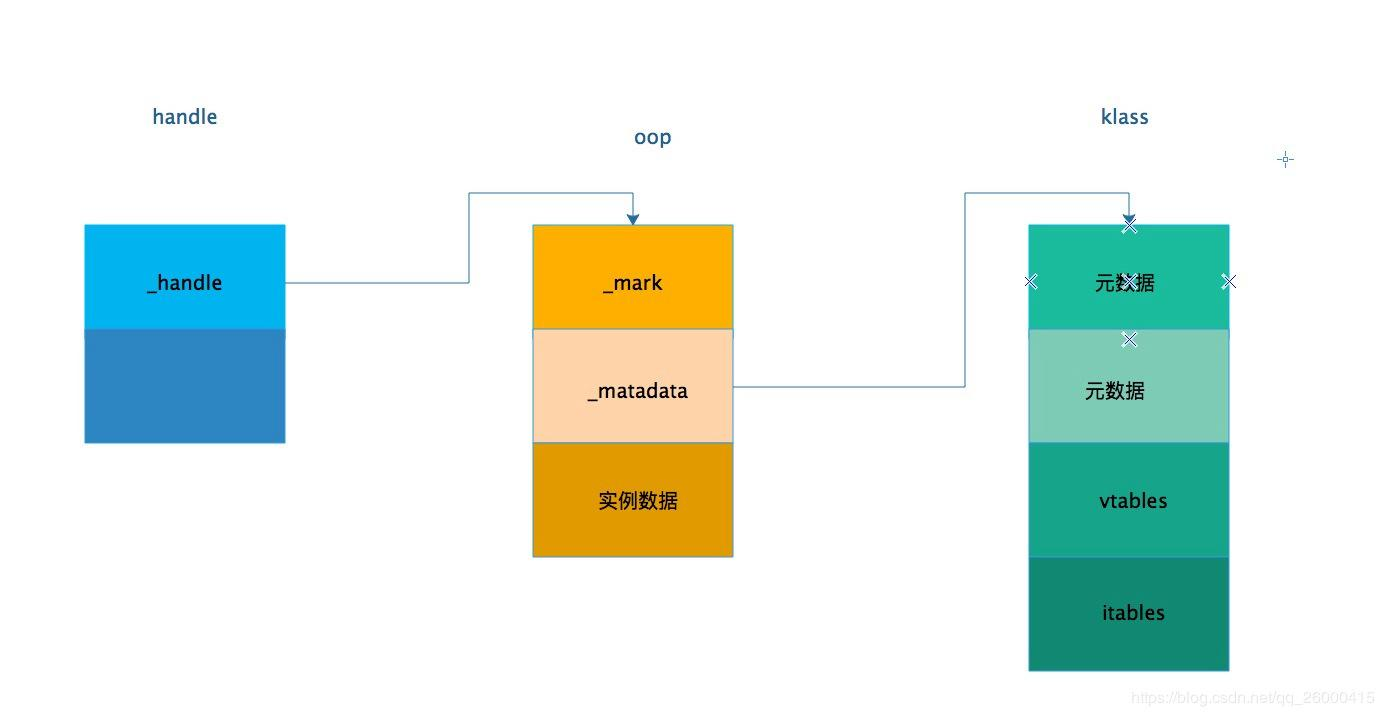 handle
oop
klass
_handle
_mark
元数据
_matadata
元数据
实例数据
vtables
itables
https://blog.csdn.net/qq_26000415